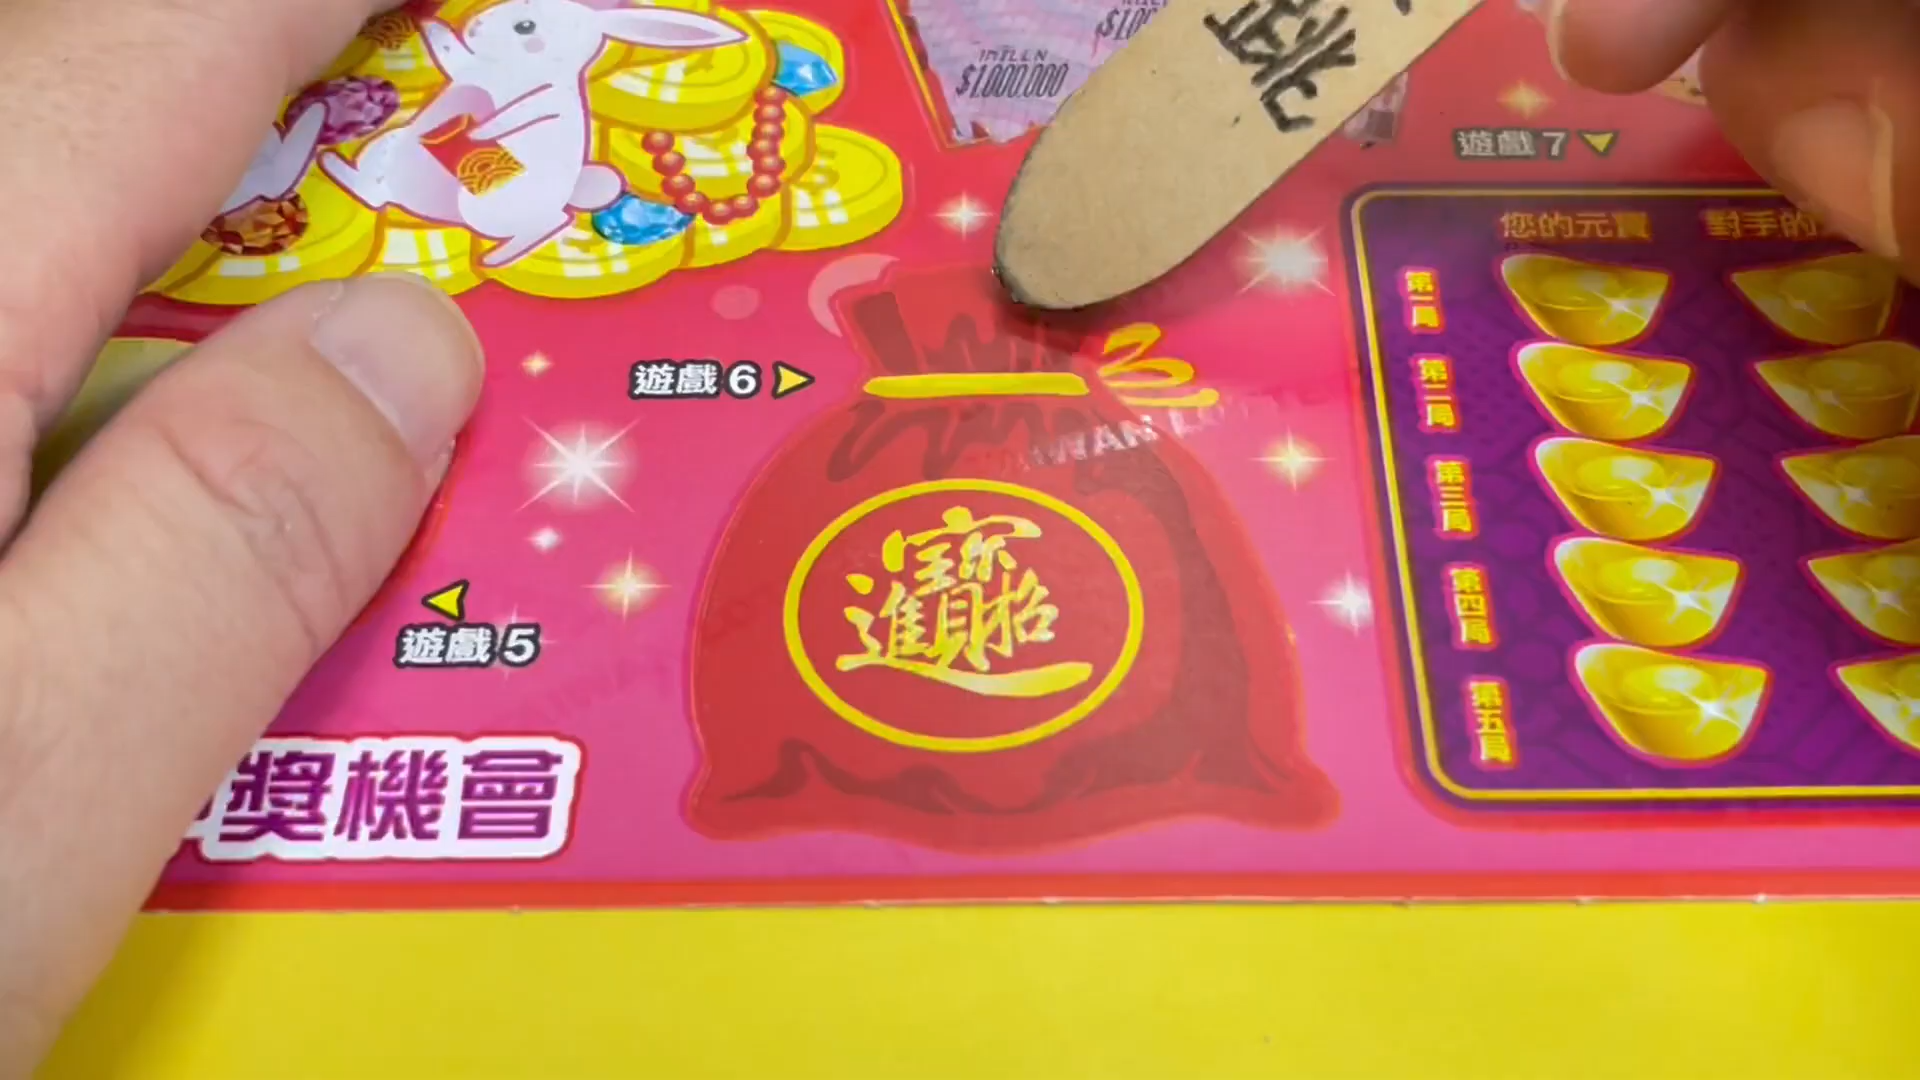 1MILLN
$1,000,000
遊戲7
您的元寶
對手的
第一局
第二局
第三局
第四局
第五局
遊戲6
招財進寶
遊戲5
獎機會